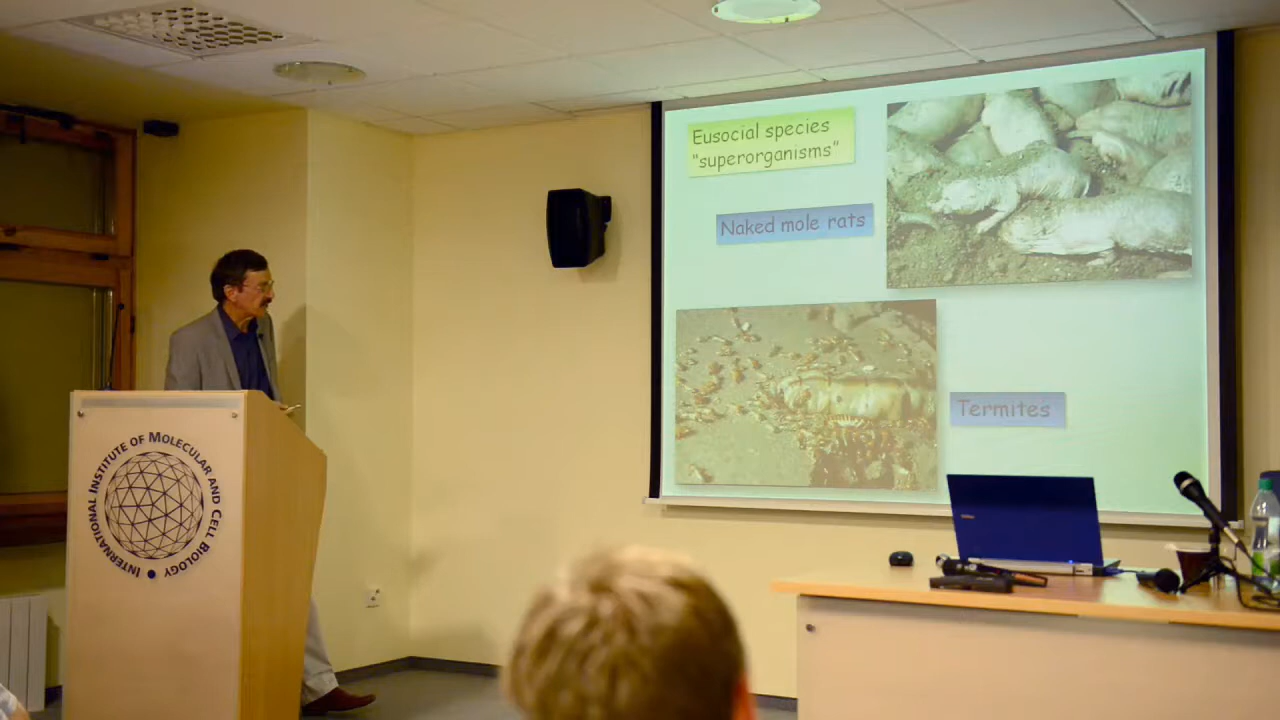 Eusocial species
"superorganisms"
Naked mole rats
Termites
INTERNATIONAL INSTITUTE OF MOLECULAR AND CELL BIOLOGY